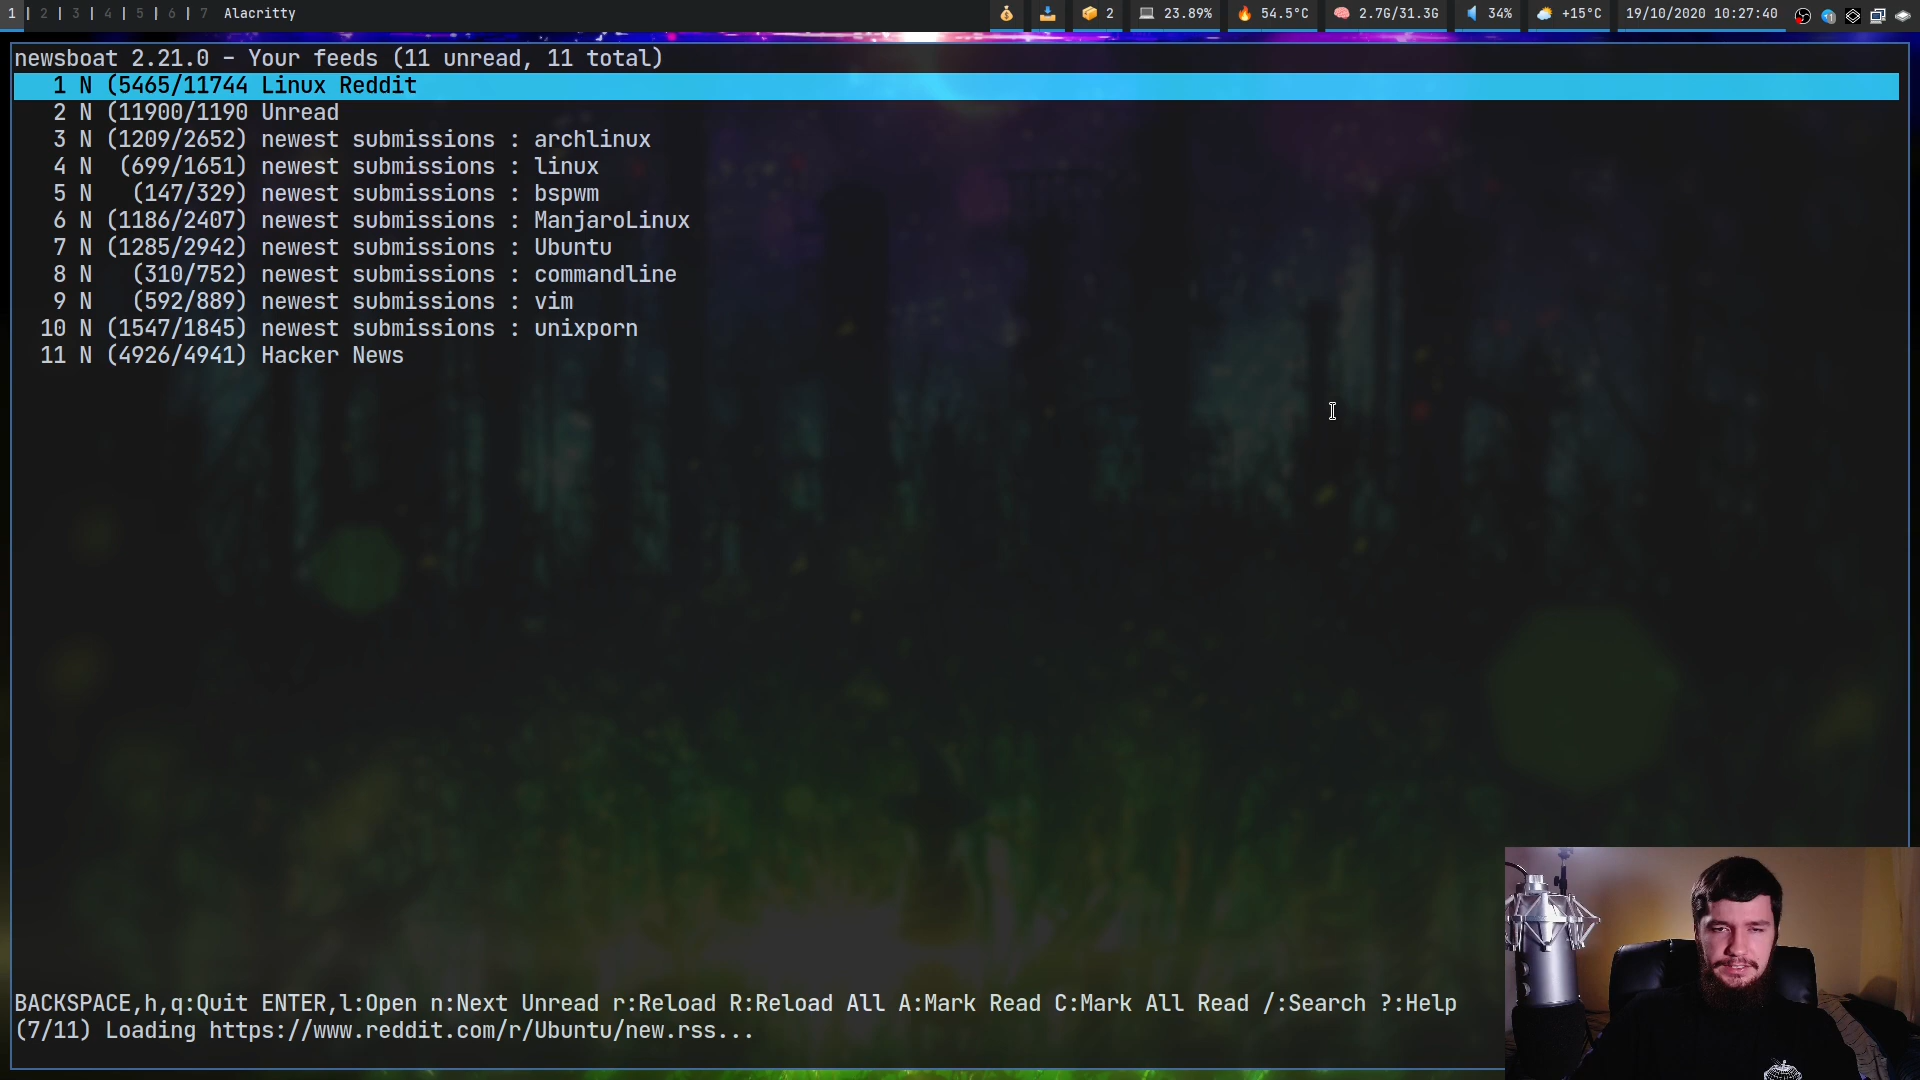 1 | 2 | 3 | 4 | 5 | 6 | 7 Alacritty 2 23.89% 54.5°C 2.7G/31.3G 34% +15°C 19/10/2020 10:27:40
newsboat 2.21.0 - Your feeds (11 unread, 11 total)
1 N (5465/11744 Linux Reddit
2 N (11900/1190 Unread
3 N (1209/2652) newest submissions : archlinux
4 N (699/1651) newest submissions : linux
5 N (147/329) newest submissions : bspwm
6 N (1186/2407) newest submissions : ManjaroLinux
7 N (1285/2942) newest submissions : Ubuntu
8 N (310/752) newest submissions : commandline
9 N (592/889) newest submissions : vim
10 N (1547/1845) newest submissions : unixporn
11 N (4926/4941) Hacker News
BACKSPACE,h,q:Quit ENTER,l:Open n:Next Unread r:Reload R:Reload All A:Mark Read C:Mark All Read /:Search ?:Help
(7/11) Loading https://www.reddit.com/r/Ubuntu/new.rss...